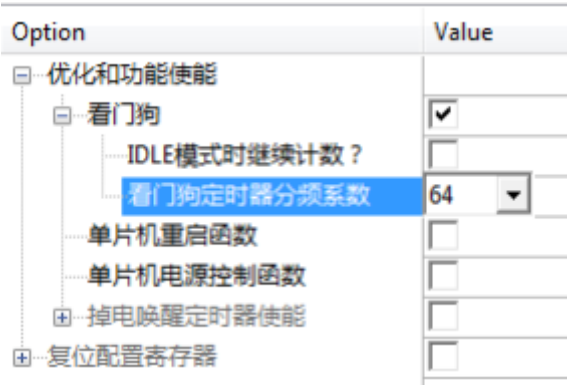 Option Value
优化和功能使能
看门狗
IDLE模式时继续计数？
看门狗定时器分频系数 64
单片机重启函数
单片机电源控制函数
掉电唤醒定时器使能
复位配置寄存器